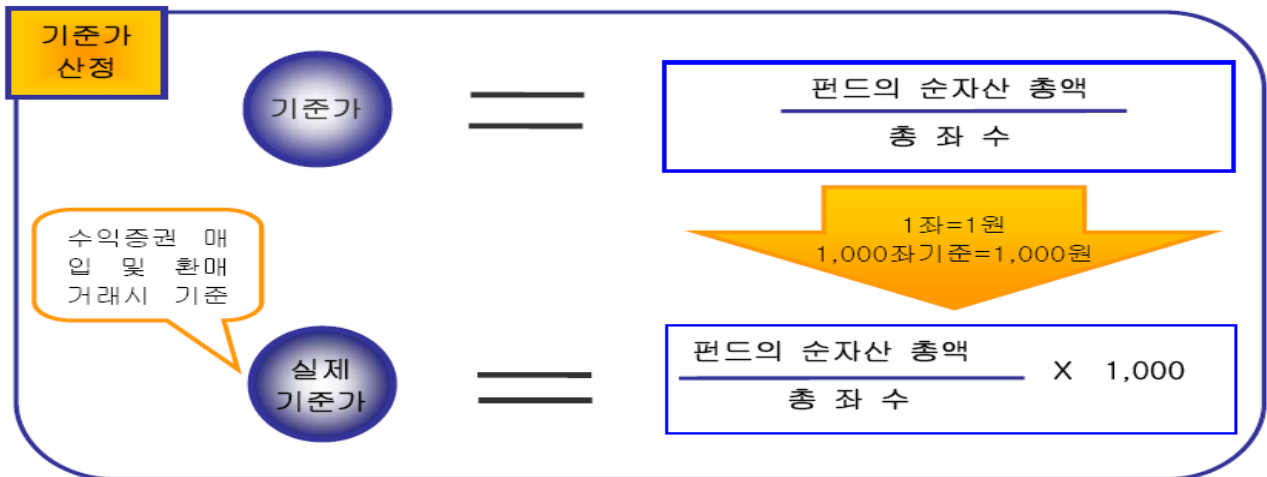 기준가
산정
기준가
펀드의 순자산 총액
총 좌 수
1좌=1원
1,000좌기준=1,000원
수익증권 매
입 및 환매
거래시 기준
실제
기준가
펀드의 순자산 총액
총 좌 수
X 1,000